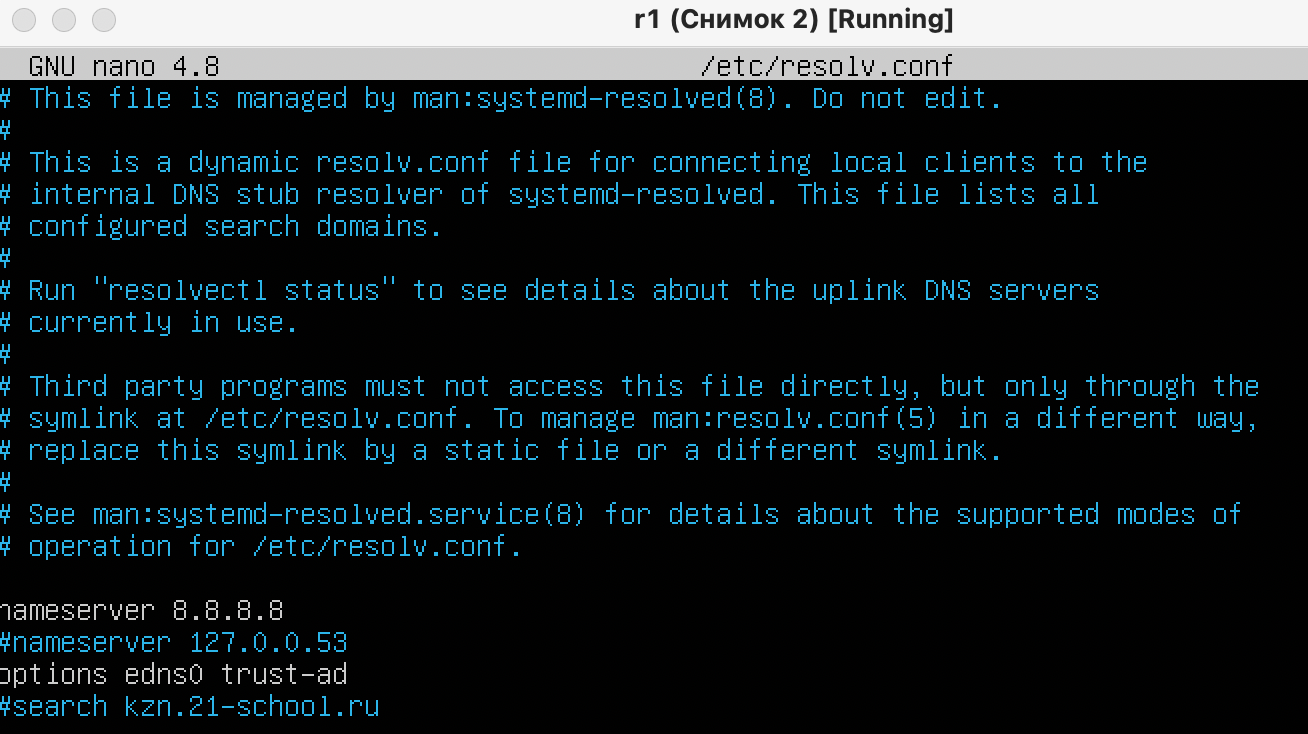 r1 (Снимок 2) [Running]
GNU nano 4.8 /etc/resolv.conf
# This file is managed by man:systemd-resolved(8). Do not edit.
#
# This is a dynamic resolv.conf file for connecting local clients to the
# internal DNS stub resolver of systemd-resolved. This file lists all
# configured search domains.
#
# Run "resolvectl status" to see details about the uplink DNS servers
# currently in use.
#
# Third party programs must not access this file directly, but only through the
# symlink at /etc/resolv.conf. To manage man:resolv.conf(5) in a different way,
# replace this symlink by a static file or a different symlink.
#
# See man:systemd-resolved.service(8) for details about the supported modes of
# operation for /etc/resolv.conf.
nameserver 8.8.8.8
#nameserver 127.0.0.53
options edns0 trust-ad
#search kzn.21-school.ru